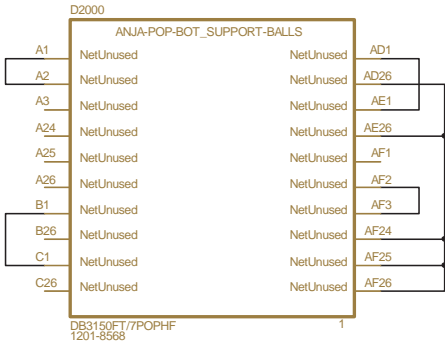 D2000
ANJA-POP-BOT_SUPPORT-BALLS
A1 NetUnused NetUnused AD1
A2 NetUnused NetUnused AD26
A3 NetUnused NetUnused AE1
A24 NetUnused NetUnused AE26
A25 NetUnused NetUnused AF1
A26 NetUnused NetUnused AF2
B1 NetUnused NetUnused AF3
B26 NetUnused NetUnused AF24
C1 NetUnused NetUnused AF25
C26 NetUnused NetUnused AF26
DB3150FT/7POPHF 1
1201-8568